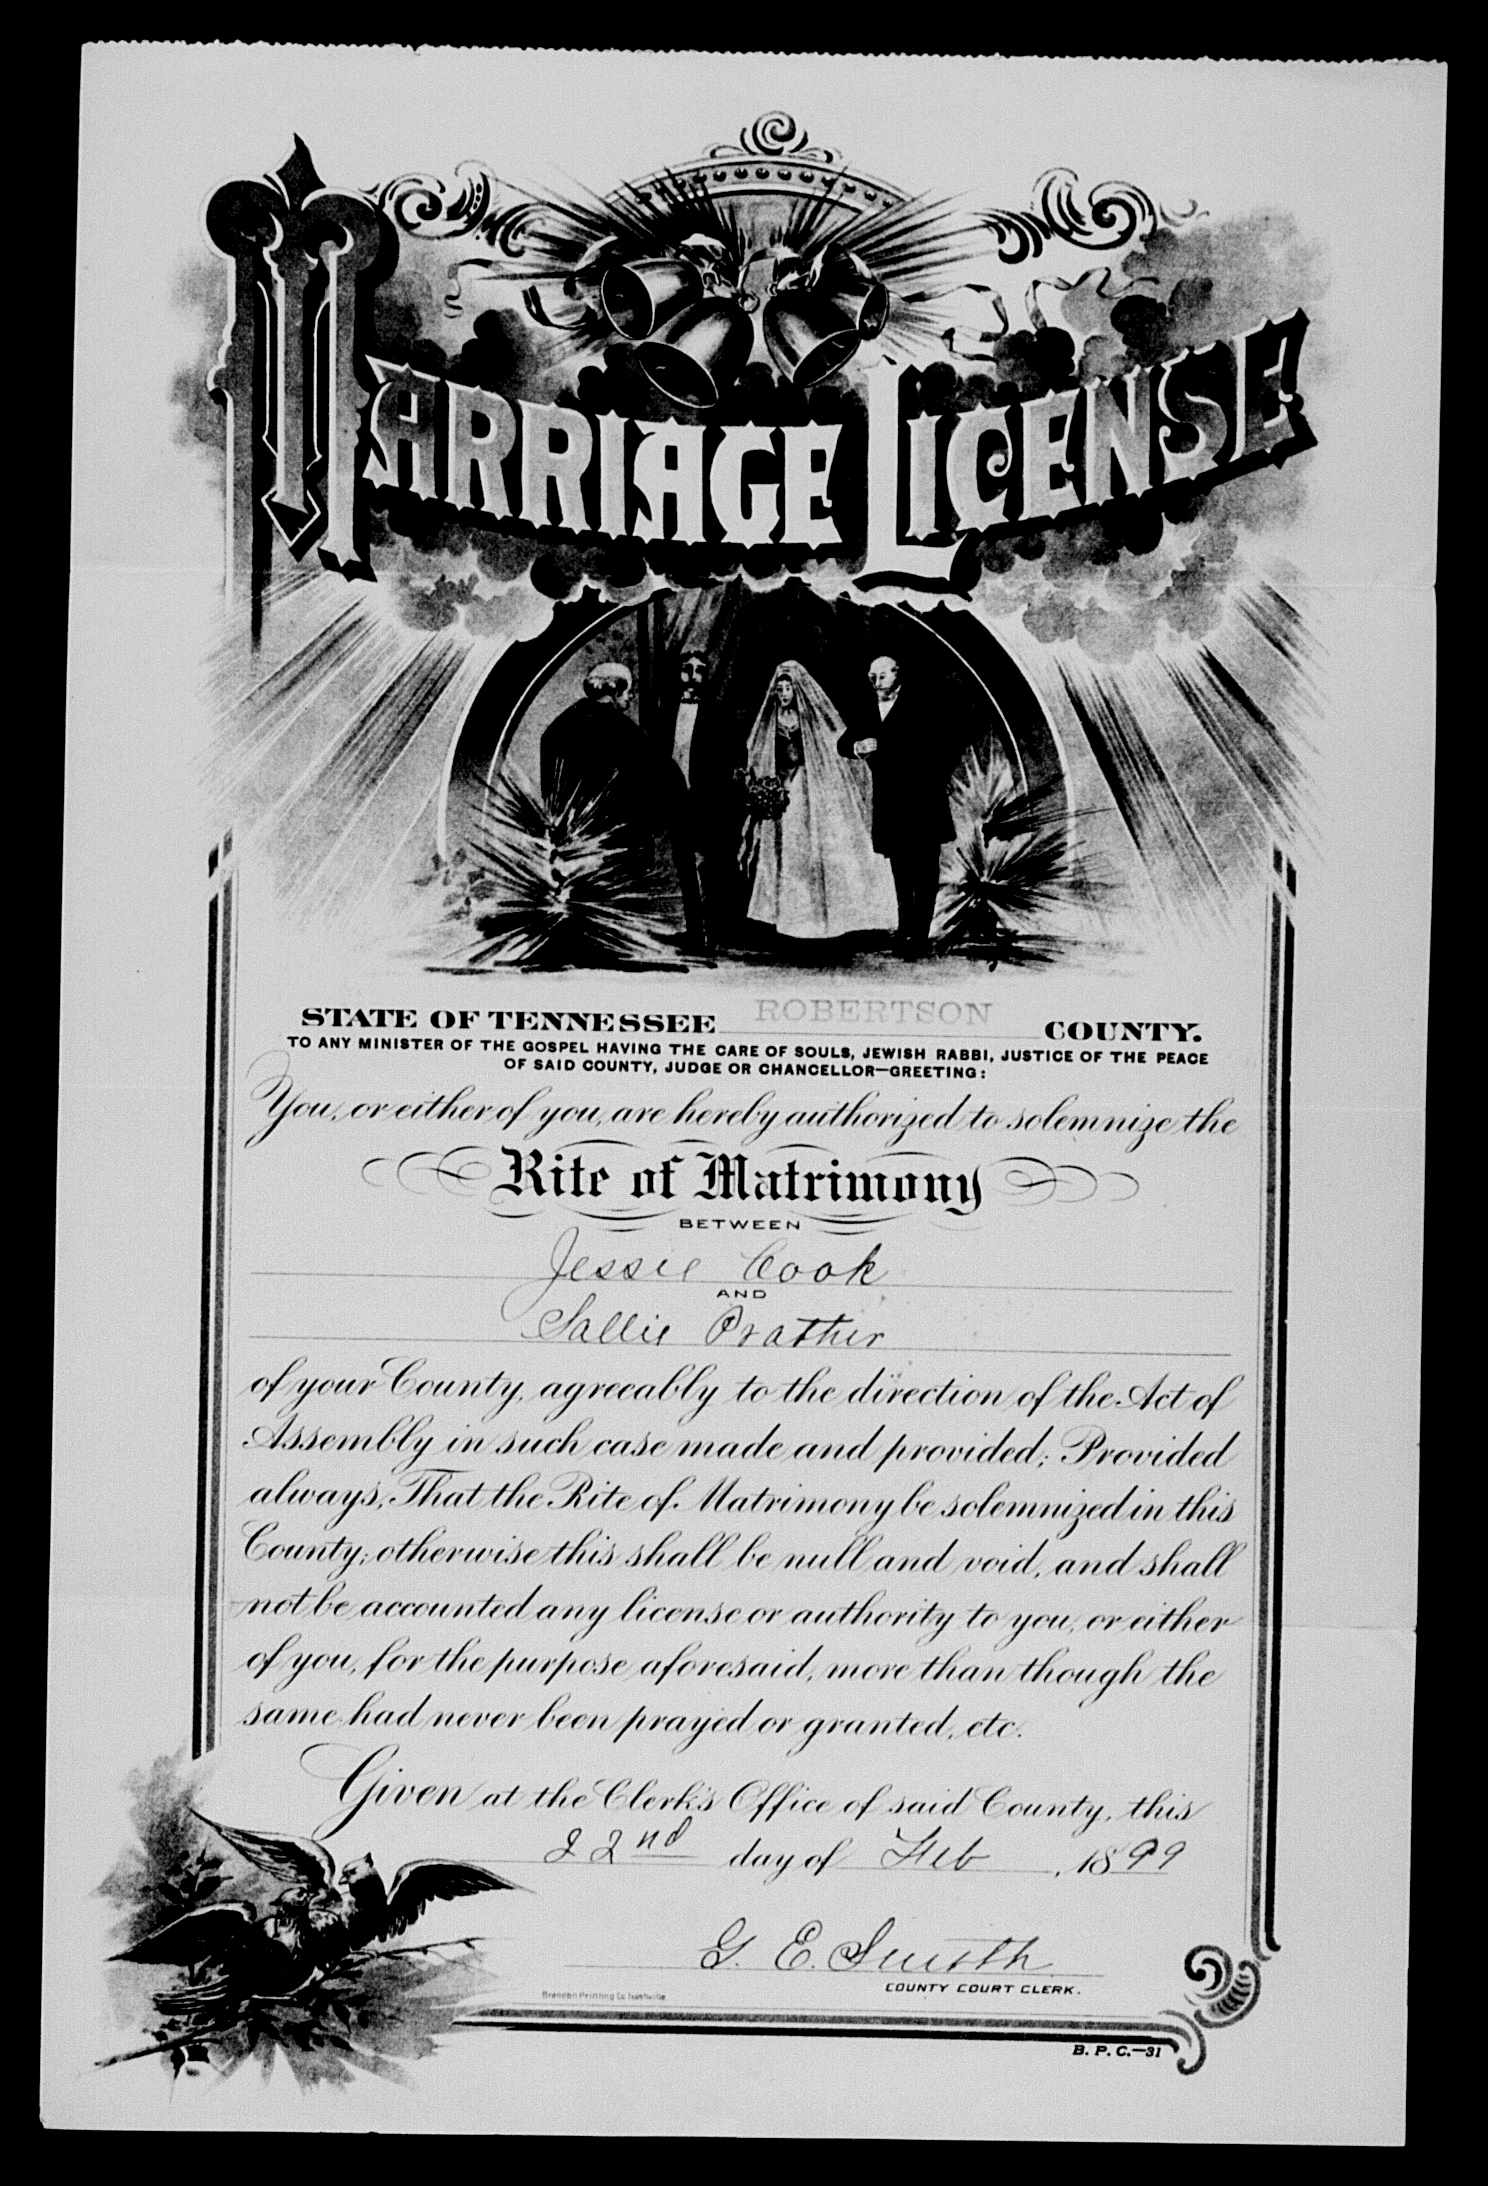 MARRIAGE LICENSE
STATE OF TENNESSEE ROBERTSON COUNTY.
TO ANY MINISTER OF THE GOSPEL HAVING THE CARE OF SOULS, JEWISH RABBI, JUSTICE OF THE PEACE
OF SAID COUNTY, JUDGE OR CHANCELLOR—GREETING:
You, or either of you, are hereby authorized to solemnize the
Rite of Matrimony
BETWEEN
Jessie Cook
AND
Sallie Prather
of your County, agreeably to the direction of the Act of
Assembly in such case made and provided; Provided
always, That the Rite of Matrimony be solemnized in this
County; otherwise this shall be null and void, and shall
not be accounted any license or authority to you, or either
of you, for the purpose aforesaid, more than though the
same had never been prayed or granted, etc.
Given at the Clerk's Office of said County, this
22nd day of Feb, 1899
G. E. Smith
COUNTY COURT CLERK.
Brandon Printing Co Nashville
B. P. C.—31